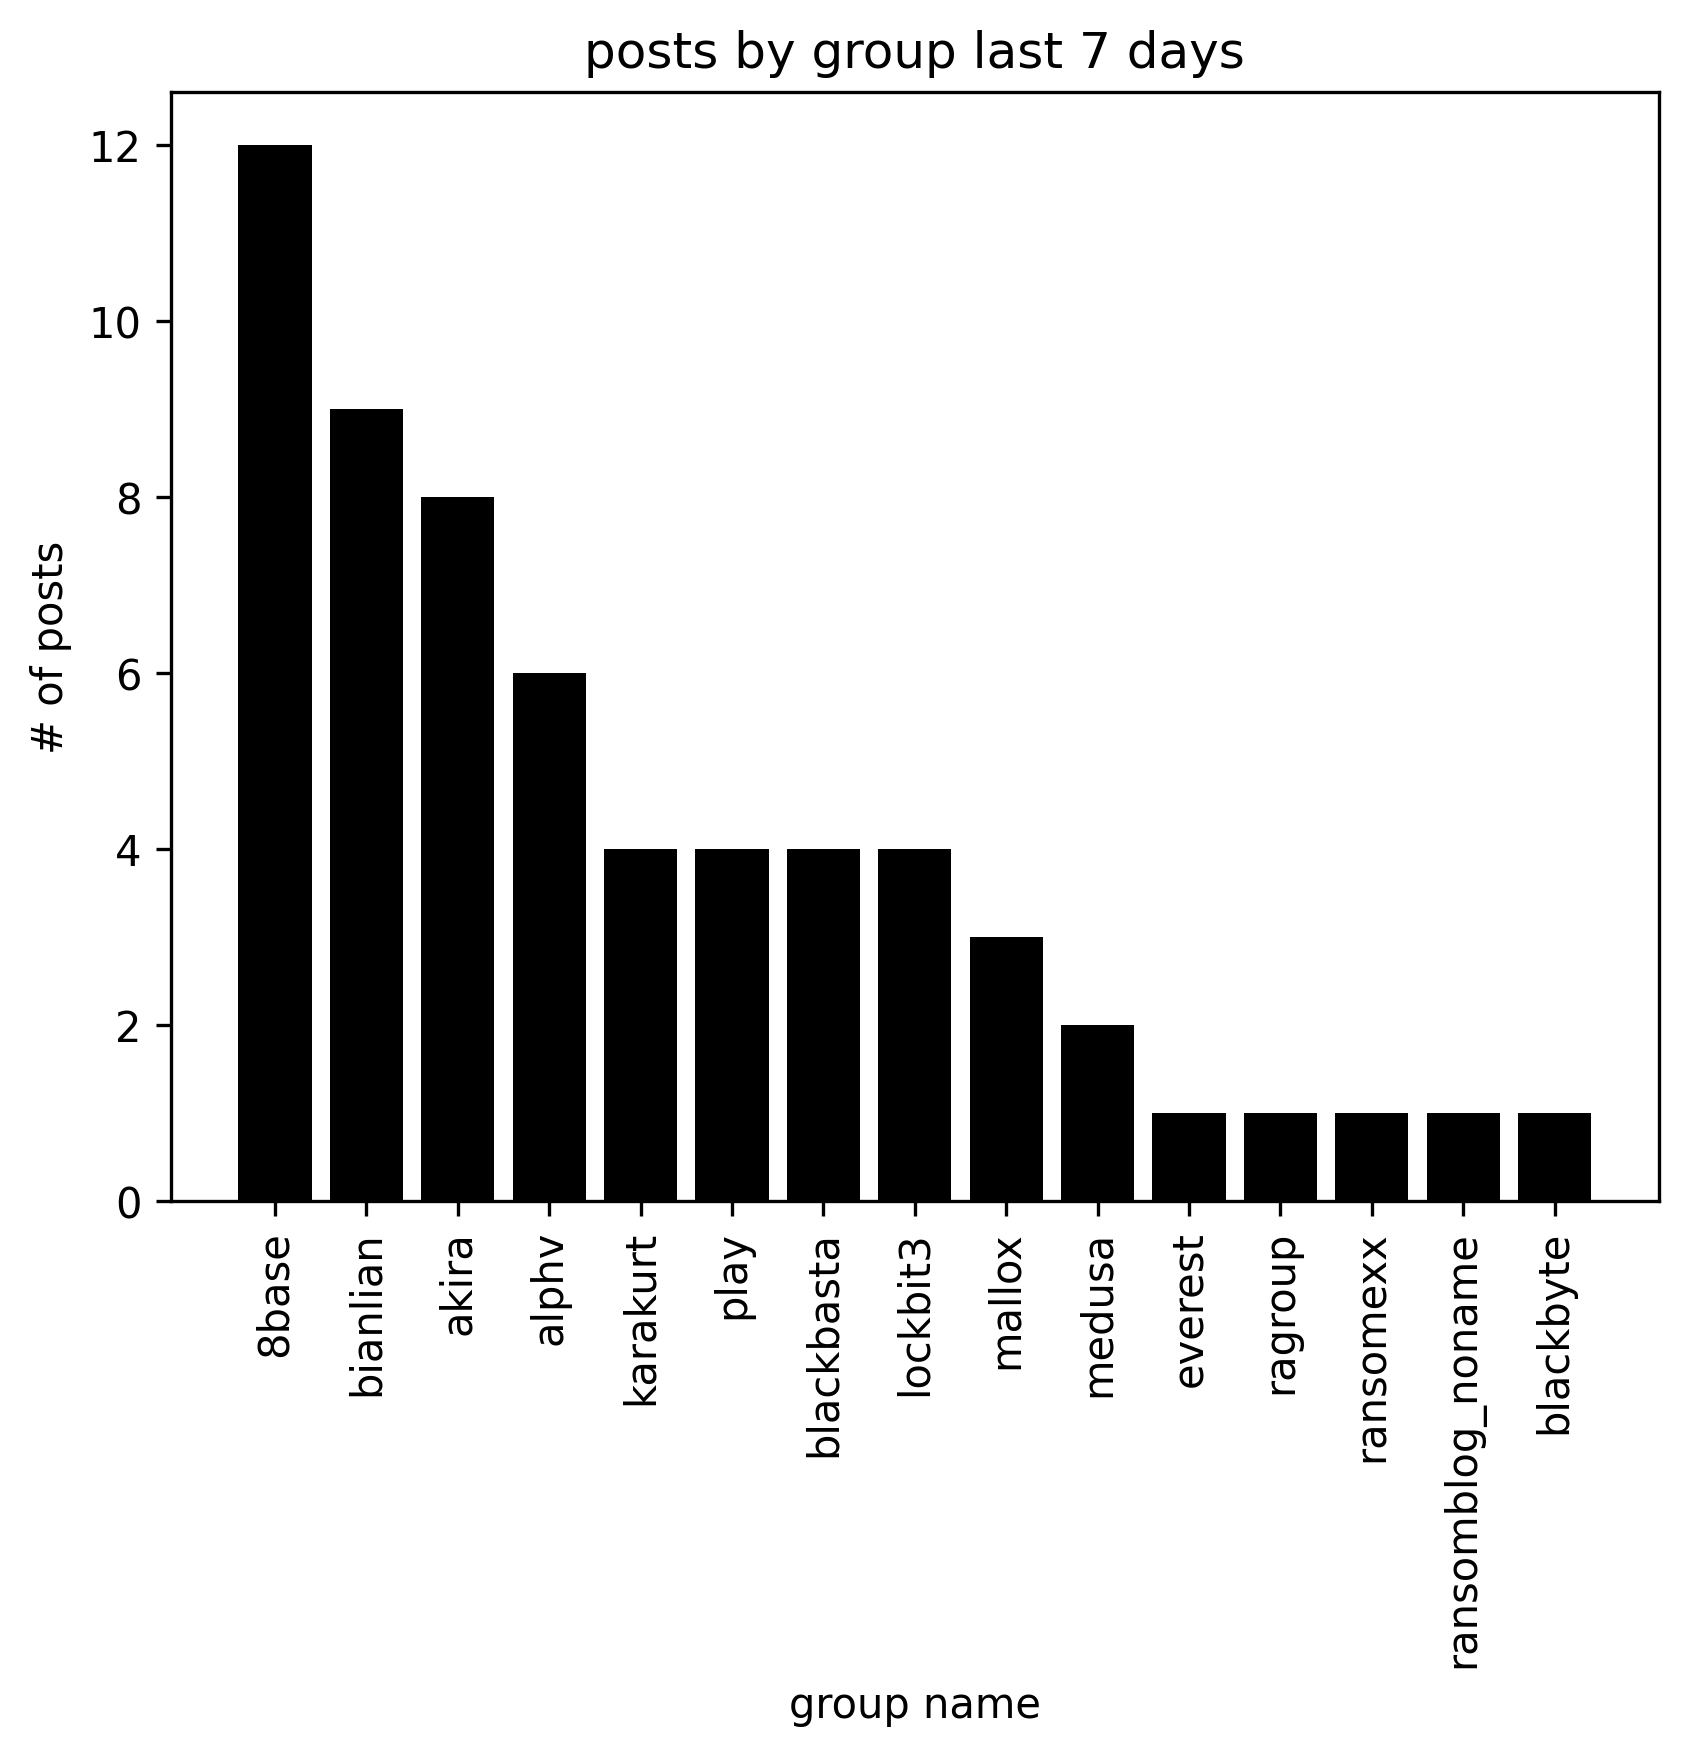 posts by group last 7 days
# of posts
12
10
8
6
4
2
0
8base
bianlian
akira
alphv
karakurt
play
blackbasta
lockbit3
mallox
medusa
everest
ragroup
ransomexx
ransomblog_noname
blackbyte
group name